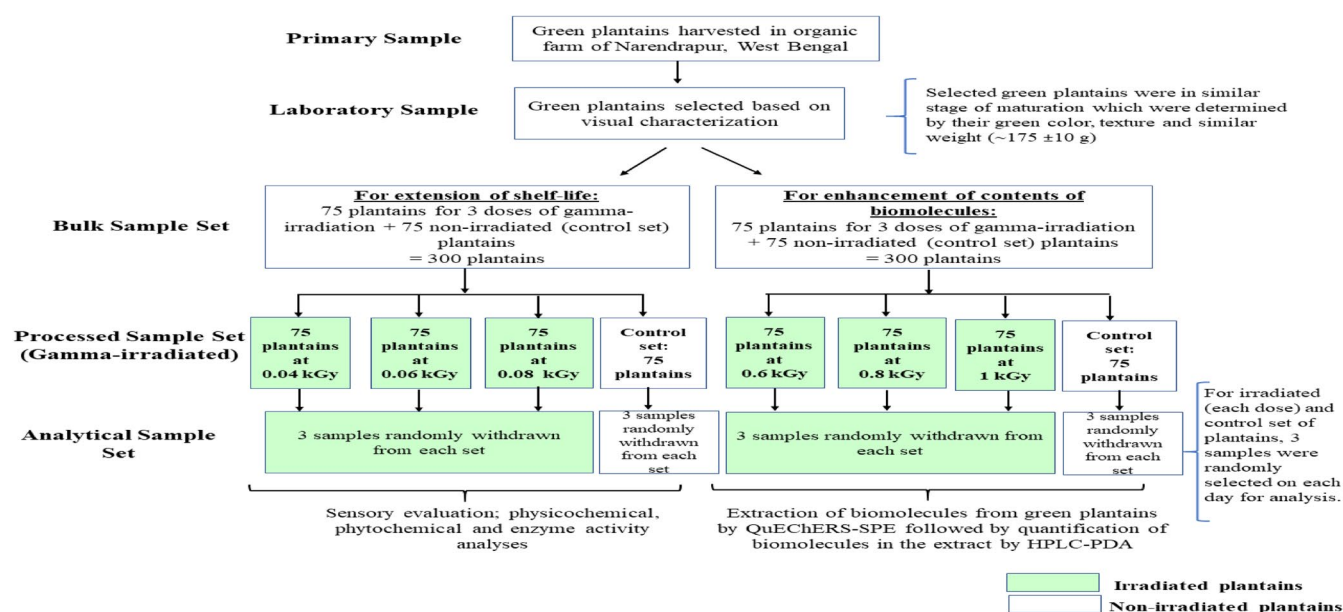 Primary Sample
Green plantains harvested in organic
farm of Narendrapur, West Bengal
Laboratory Sample
Green plantains selected based on
visual characterization
Selected green plantains were in similar
stage of maturation which were determined
by their green color, texture and similar
weight (~175 ±10 g)
Bulk Sample Set
For extension of shelf-life:
75 plantains for 3 doses of gamma-
irradiation + 75 non-irradiated (control set)
plantains
= 300 plantains
For enhancement of contents of
biomolecules:
75 plantains for 3 doses of gamma-irradiation
+ 75 non-irradiated (control set) plantains
= 300 plantains
Processed Sample Set
(Gamma-irradiated)
75
plantains
at
0.04 kGy
75
plantains
at
0.06 kGy
75
plantains
at
0.08 kGy
Control
set: 75
plantains
75
plantains
at
0.6 kGy
75
plantains
at
0.8 kGy
75
plantains
at
1 kGy
Control
set:
75
plantains
Analytical Sample
Set
3 samples randomly withdrawn
from each set
3 samples
randomly
withdrawn
from each set
3 samples randomly withdrawn from
each set
3 samples
randomly
withdrawn
from each set
For irradiated
(each dose) and
control set of
plantains, 3
samples were
randomly
selected on each
day for analysis.
Sensory evaluation; physicochemical,
phytochemical and enzyme activity
analyses
Extraction of biomolecules from green plantains
by QuEChERS-SPE followed by quantification of
biomolecules in the extract by HPLC-PDA
Irradiated plantains
Non-irradiated plantains